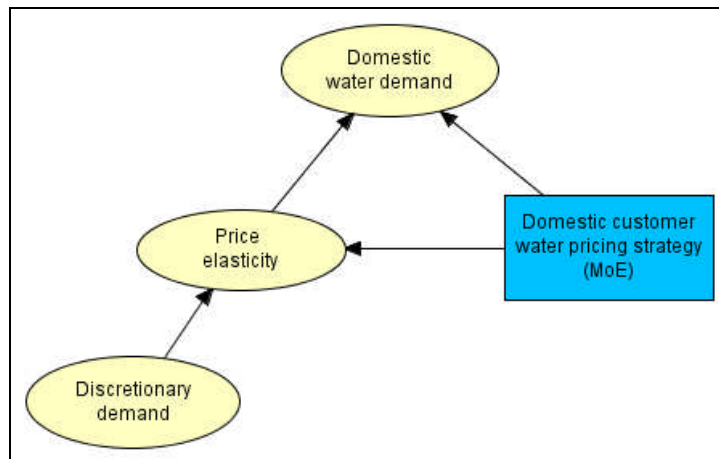 Domestic
water demand
Price
elasticity
Domestic customer
water pricing strategy
(MoE)
Discretionary
demand